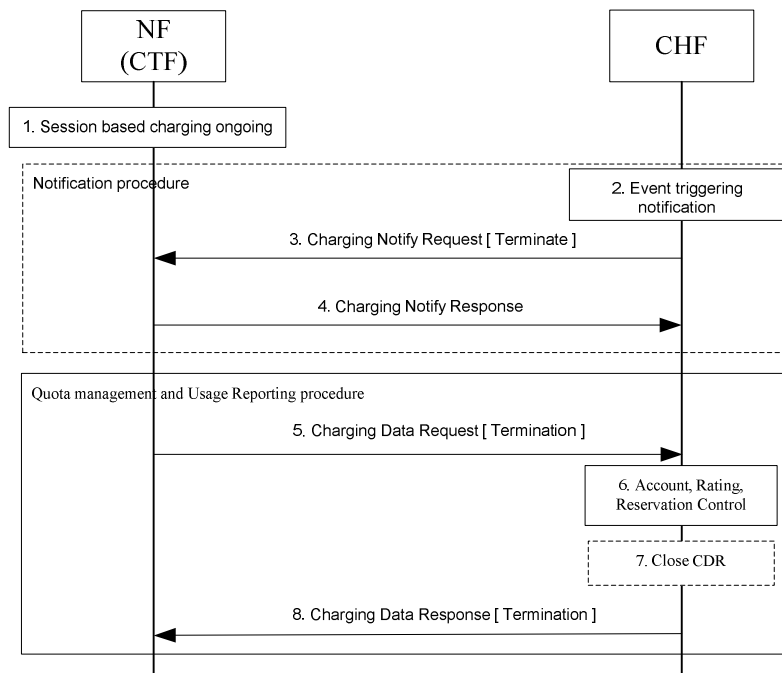 NF
(CTF)
CHF
1. Session based charging ongoing
Notification procedure
2. Event triggering
notification
3. Charging Notify Request [ Terminate ]
4. Charging Notify Response
Quota management and Usage Reporting procedure
5. Charging Data Request [ Termination ]
6. Account, Rating,
Reservation Control
7. Close CDR
8. Charging Data Response [ Termination ]